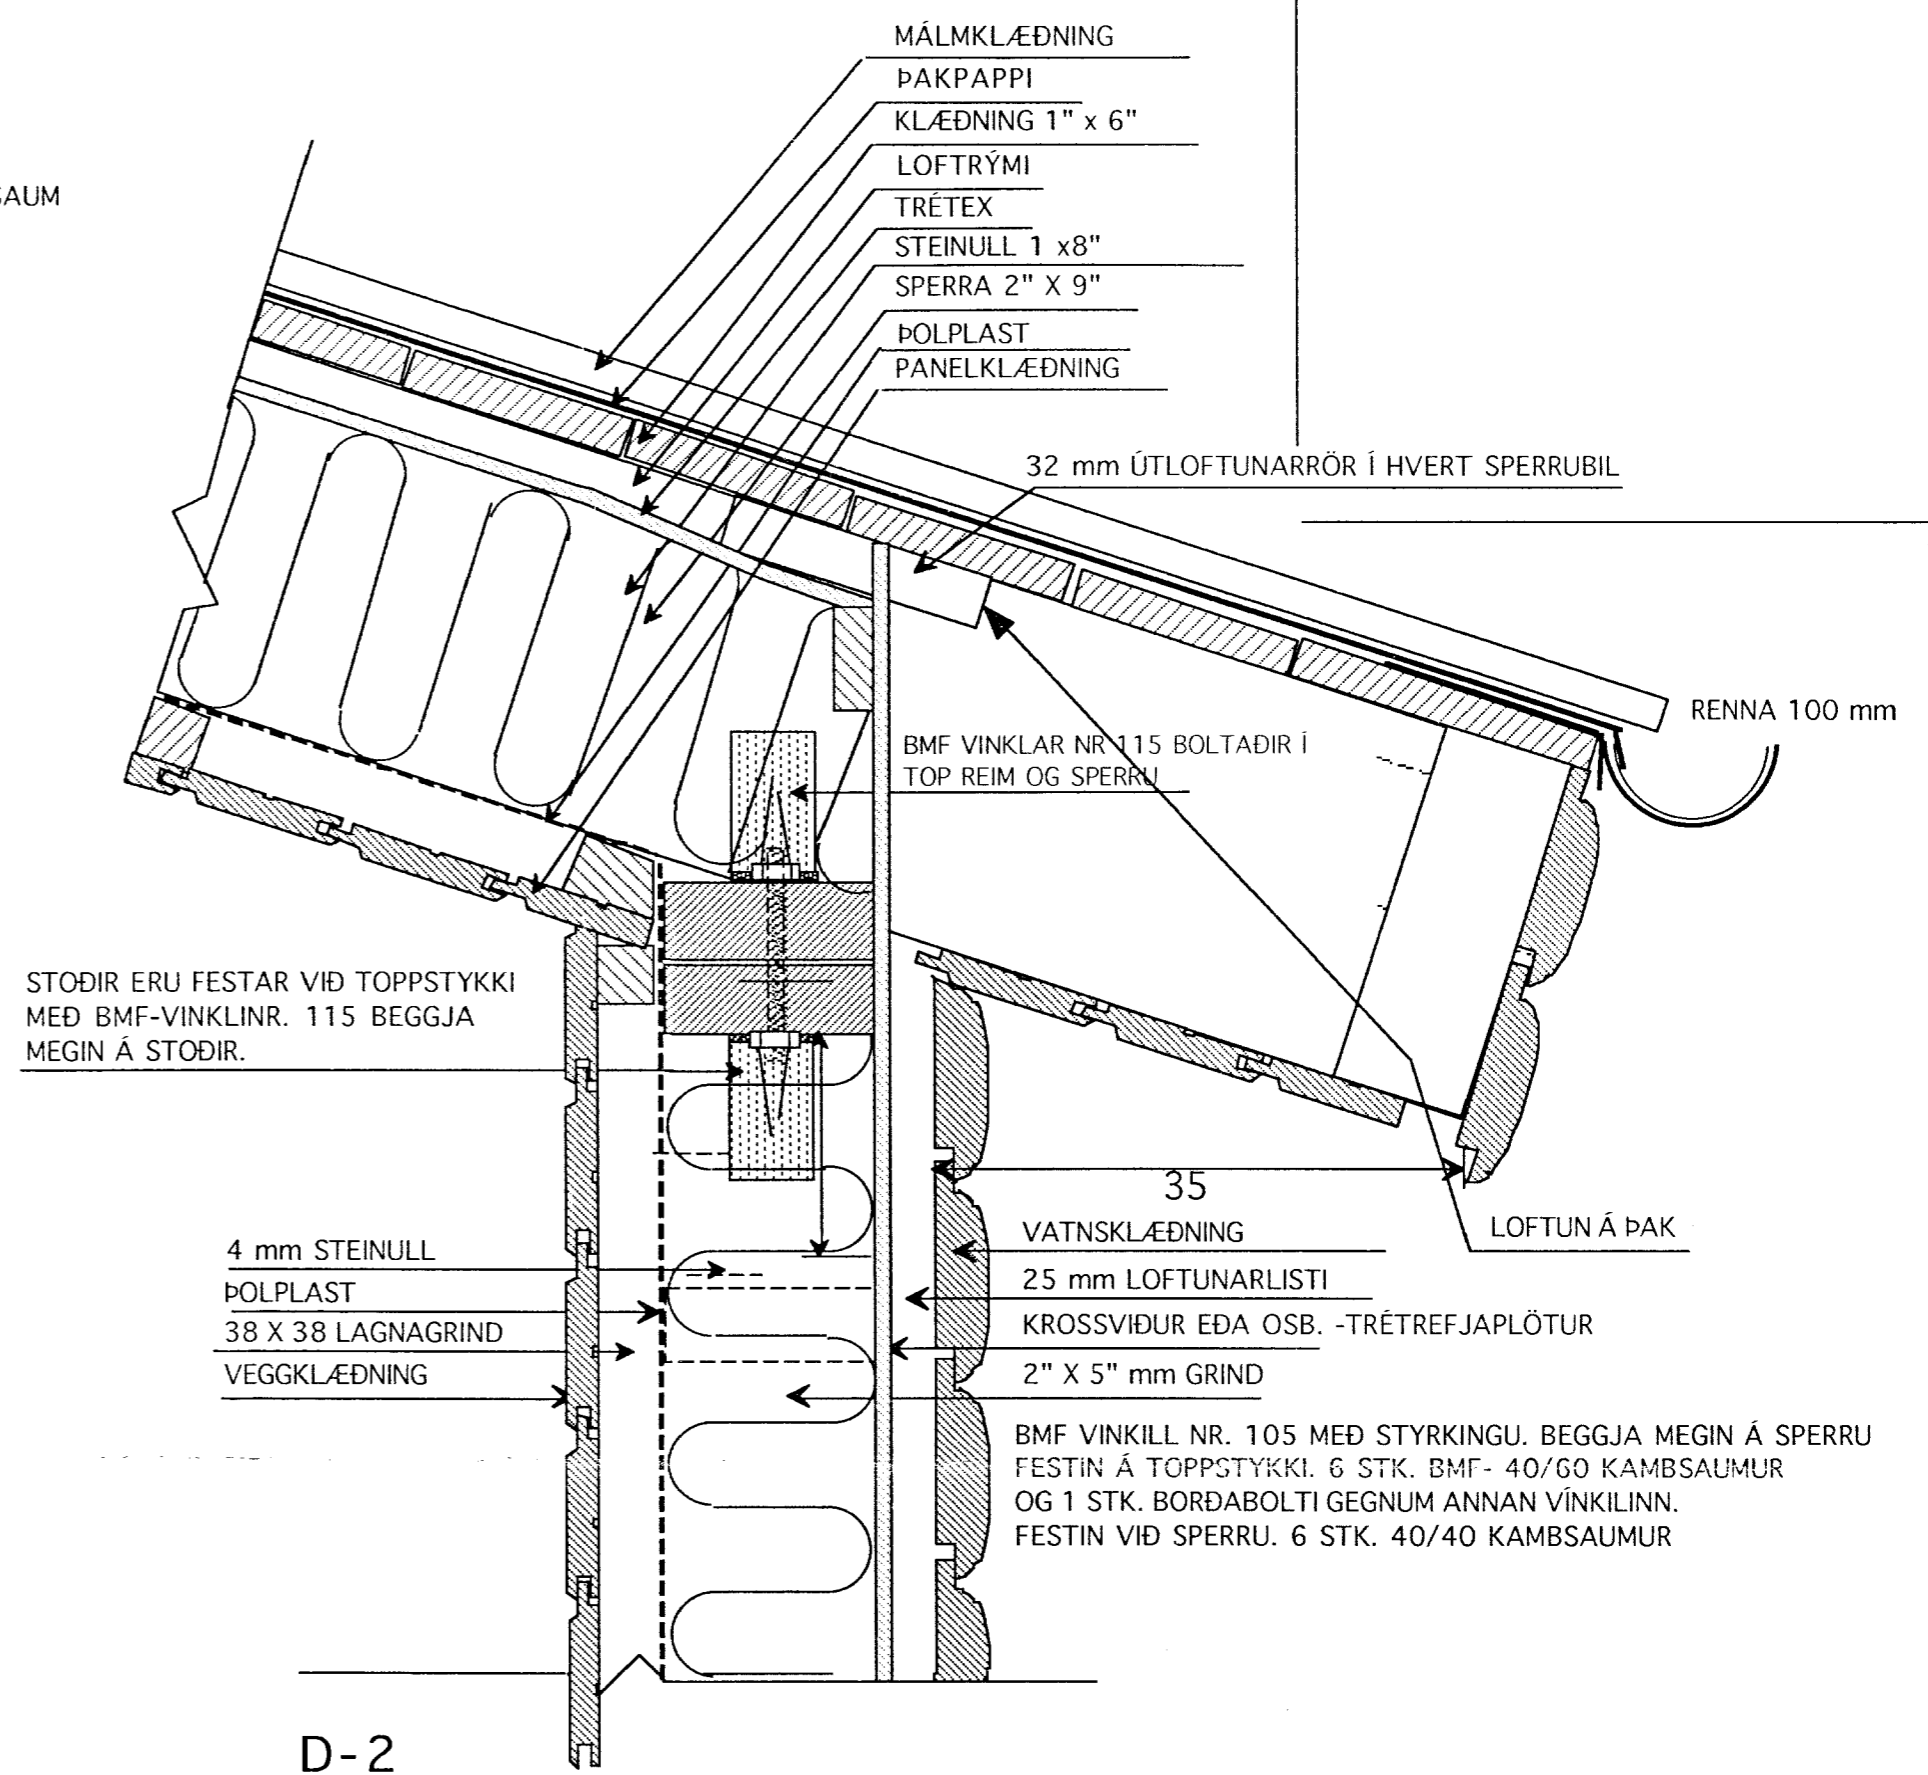 MÁLMKLÆÐNING
ÞAKPAPPI
KLÆÐNING 1" x 6"
LOFTRÝMI
TRÉTEX
STEINULL 1 x8"
SPERRA 2" X 9"
ÞOLPLAST
PANELKLÆÐNING
32 mm ÚTLOFTUNARRÖR Í HVERT SPERRUBIL
RENNA 100 mm
BMF VINKLAR NR 115 BOLTAÐIR Í
TOP REIM OG SPERRU
STOÐIR ERU FESTAR VIÐ TOPPSTYKKI
MEÐ BMF-VINKLINR. 115 BEGGJA
MEGIN Á STOÐIR.
35
LOFTUN Á ÞAK
4 mm STEINULL
ÞOLPLAST
38 X 38 LAGNAGRIND
VEGGKLÆÐNING
VATNSKLÆÐNING
25 mm LOFTUNARLISTI
KROSSVIÐUR EÐA OSB. -TRÉTREFJAPLÖTUR
2" X 5" mm GRIND
BMF VINKILL NR. 105 MEÐ STYRKINGU. BEGGJA MEGIN Á SPERRU
FESTIN Á TOPPSTYKKI. 6 STK. BMF- 40/60 KAMBSAUMUR
OG 1 STK. BORÐABOLTI GEGNUM ANNAN VÍNKILINN.
FESTIN VIÐ SPERRU. 6 STK. 40/40 KAMBSAUMUR
D-2